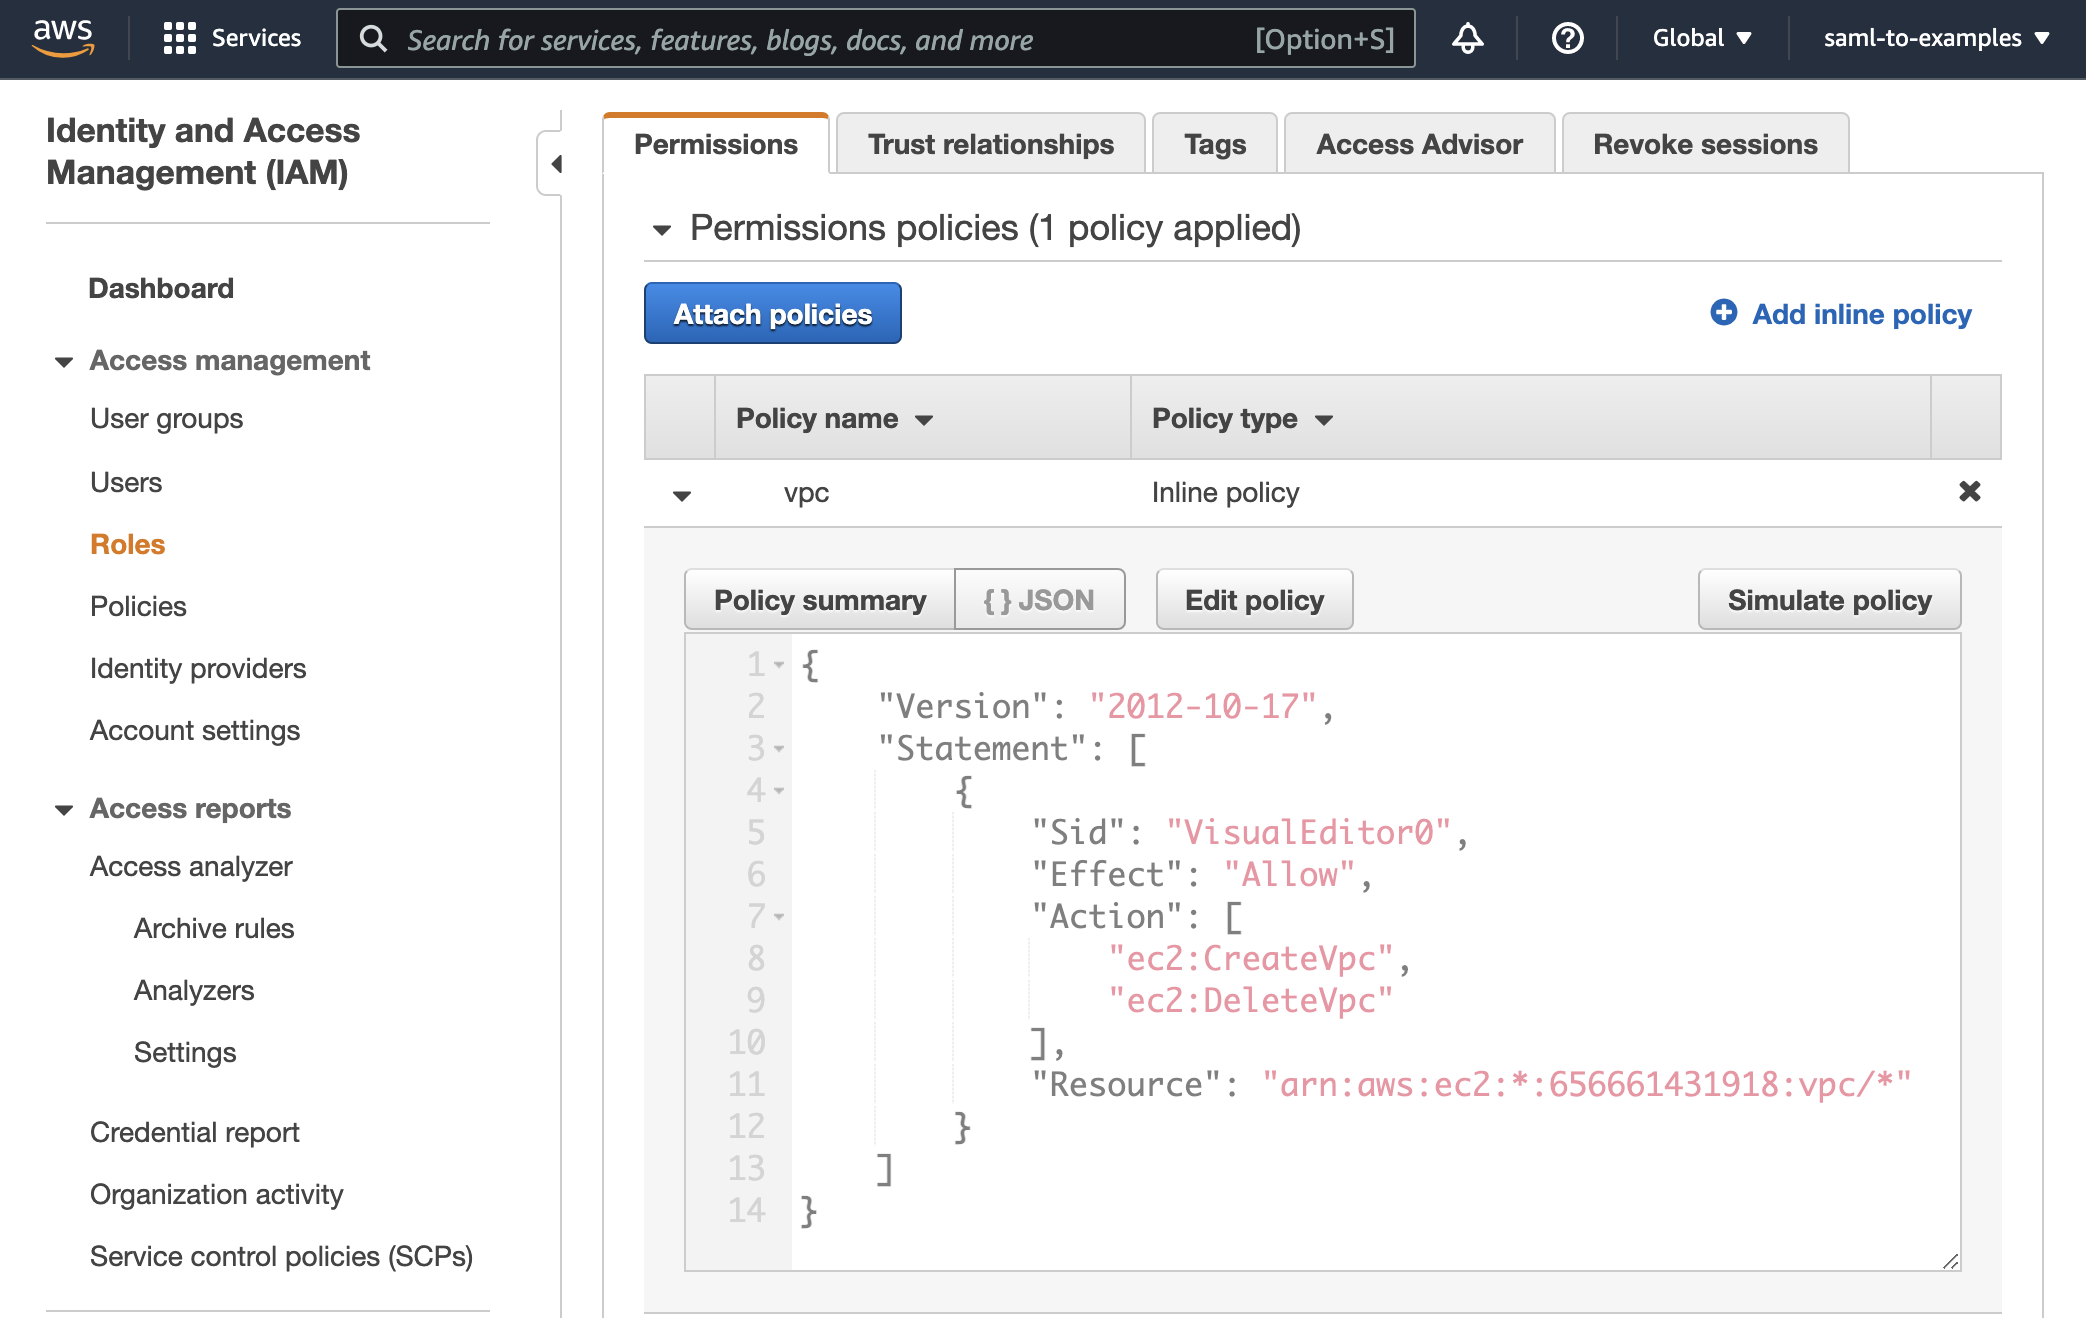 aws
Services
Search for services, features, blogs, docs, and more
[Option+S]
Global
saml-to-examples
Identity and Access
Management (IAM)
Dashboard
Access management
User groups
Users
Roles
Policies
Identity providers
Account settings
Access reports
Access analyzer
Archive rules
Analyzers
Settings
Credential report
Organization activity
Service control policies (SCPs)
Permissions
Trust relationships
Tags
Access Advisor
Revoke sessions
Permissions policies (1 policy applied)
Attach policies
Add inline policy
Policy name
Policy type
vpc
Inline policy
Policy summary
{ } JSON
Edit policy
Simulate policy
1 {
2     "Version": "2012-10-17",
3     "Statement": [
4         {
5             "Sid": "VisualEditor0",
6             "Effect": "Allow",
7             "Action": [
8                 "ec2:CreateVpc",
9                 "ec2:DeleteVpc"
10             ],
11             "Resource": "arn:aws:ec2:*:656661431918:vpc/*"
12         }
13     ]
14 }